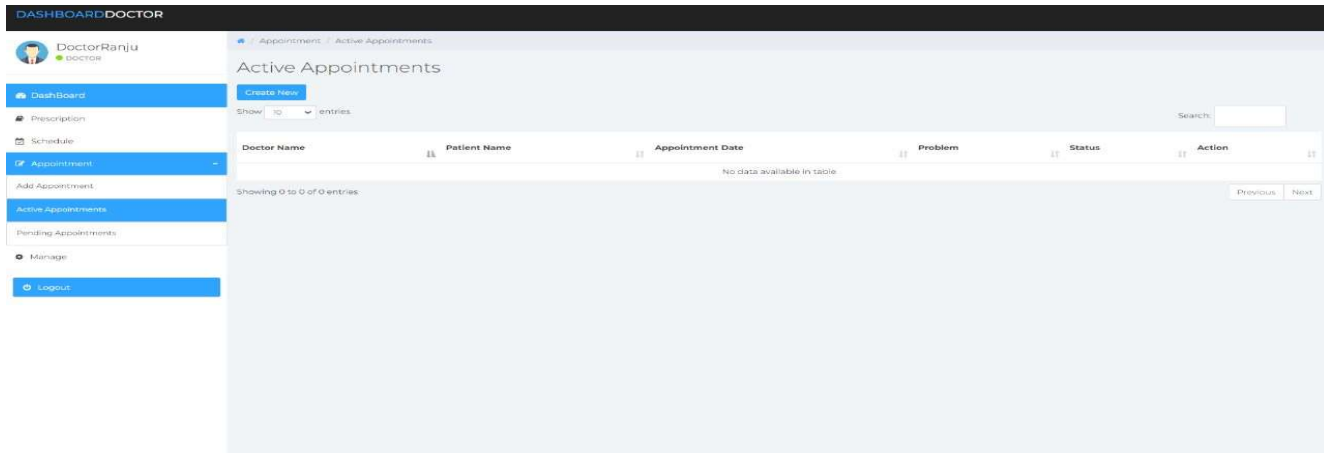 DASHBOARDDOCTOR
DoctorRanju
DOCTOR
DashBoard
Prescription
Schedule
Appointment
Add Appointment
Active Appointments
Pending Appointments
Manage
Logout
/ Appointment / Active Appointments
Active Appointments
Create New
Show 10 entries
Search:
Doctor Name Patient Name Appointment Date Problem Status Action
No data available in table
Showing 0 to 0 of 0 entries
Previous Next